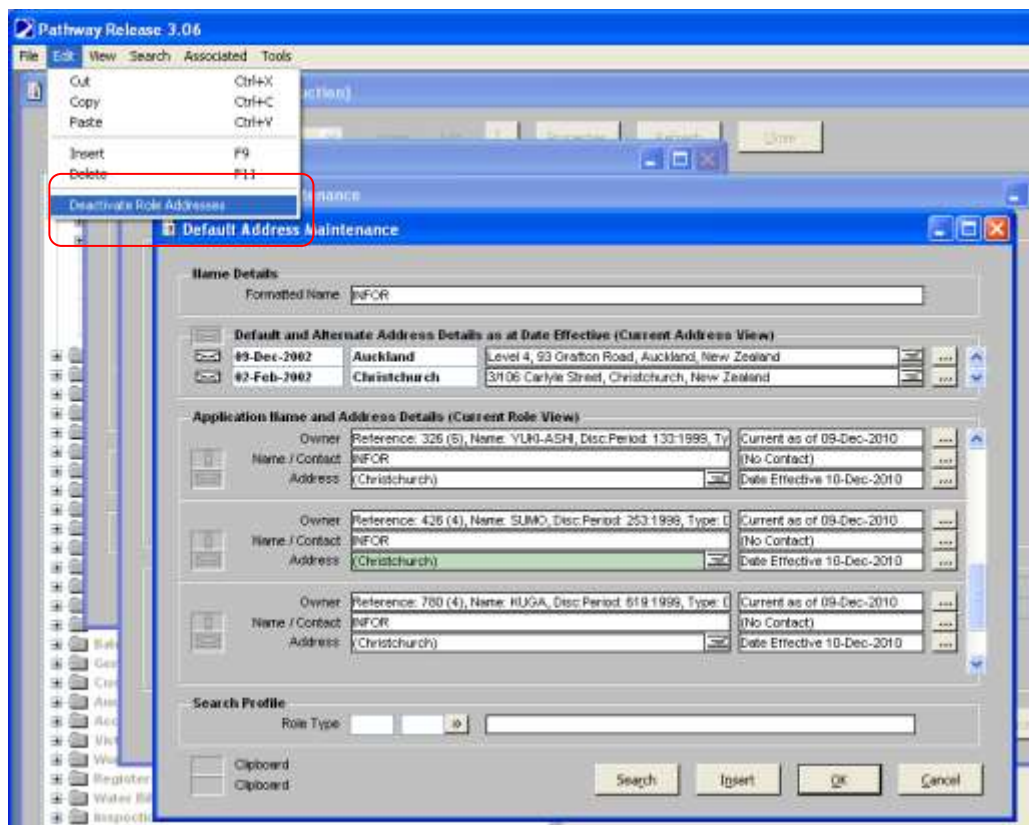 Pathway Release 3.06
File Edit View Search Associated Tools
Cut Ctrl+X
Copy Ctrl+C
Paste Ctrl+V
Insert F9
Delete F11
Deactivate Role Addresses
Close
Default Address Maintenance
Name Details
Formatted Name INFOR
Default and Alternate Address Details as at Date Effective (Current Address View)
09-Dec-2002 Auckland Level 4, 93 Grafton Road, Auckland, New Zealand ...
02-Feb-2002 Christchurch 3/106 Carlyle Street, Christchurch, New Zealand ...
Application Name and Address Details (Current Role View)
Owner Reference: 326 (6), Name: YUKI-ASHI, Disc:Period: 133:1999, Ty Current as of 09-Dec-2010 ...
Name / Contact INFOR (No Contact) ...
Address (Christchurch) Date Effective 10-Dec-2010 ...
Owner Reference: 426 (4), Name: SUMO, Disc:Period: 253:1999, Type: D Current as of 09-Dec-2010 ...
Name / Contact INFOR (No Contact) ...
Address (Christchurch) Date Effective 10-Dec-2010 ...
Owner Reference: 780 (4), Name: KUGA, Disc:Period: 619:1999, Type: D Current as of 09-Dec-2010 ...
Name / Contact INFOR (No Contact) ...
Address (Christchurch) Date Effective 10-Dec-2010 ...
Search Profile
Role Type
Clipboard
Clipboard
Search Insert OK Cancel
Register
Water Bil
Inspectio